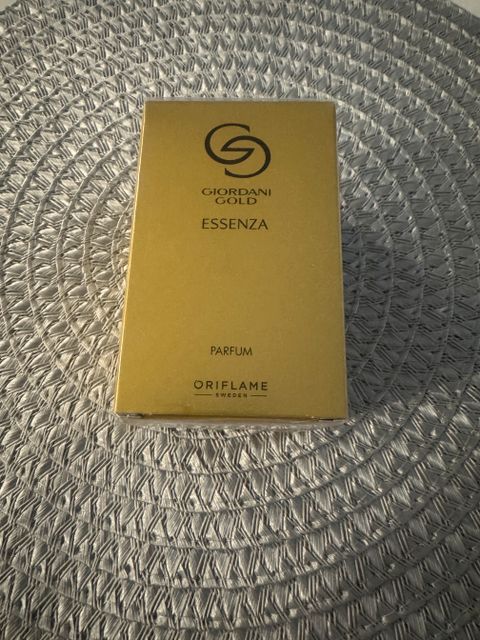 GIORDANI
GOLD
ESSENZA
PARFUM
ORIFLAME
SWEDEN